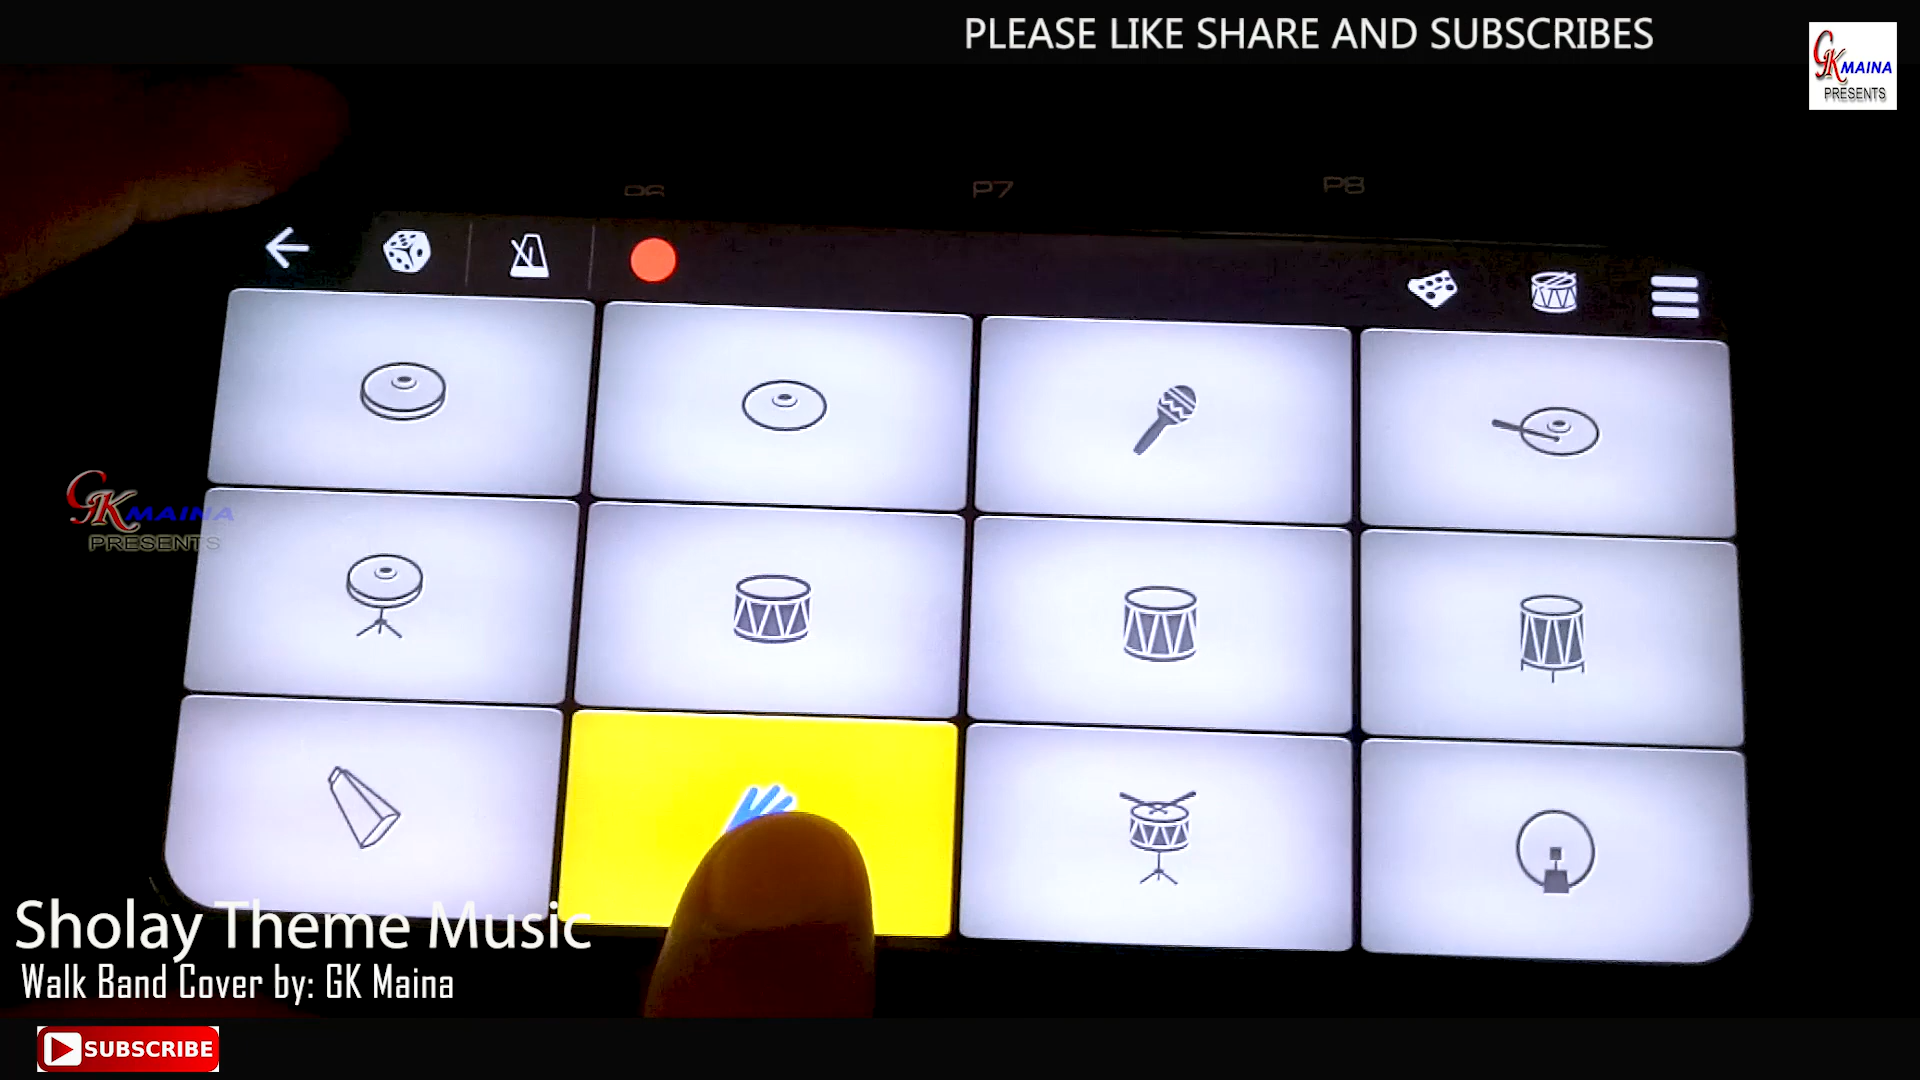 PLEASE LIKE SHARE AND SUBSCRIBES
GK MAINA
PRESENTS
P6
P7
P8
GK MAINA
PRESENTS
Sholay Theme Music
Walk Band Cover by: GK Maina
SUBSCRIBE